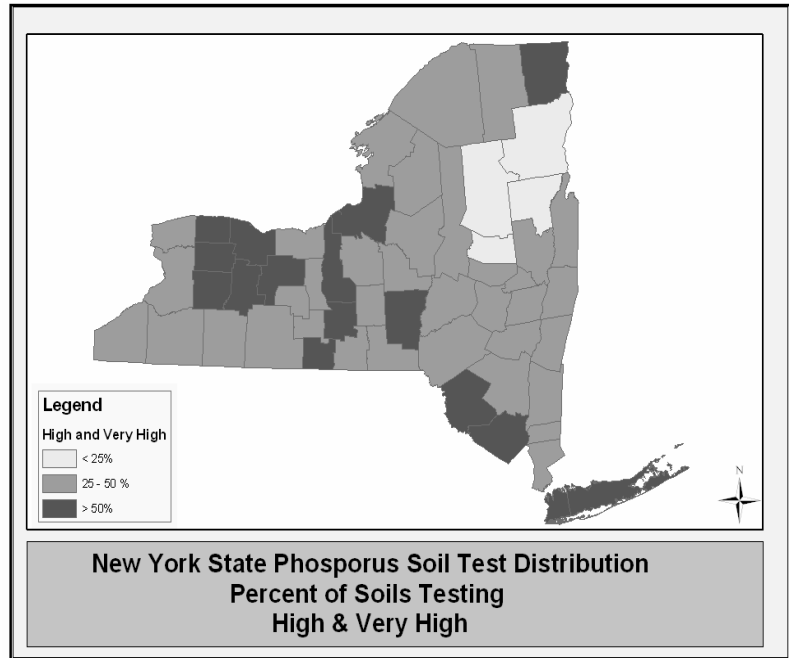 N
Legend
High and Very High
< 25%
25 - 50 %
> 50%
New York State Phosporus Soil Test Distribution
Percent of Soils Testing
High & Very High